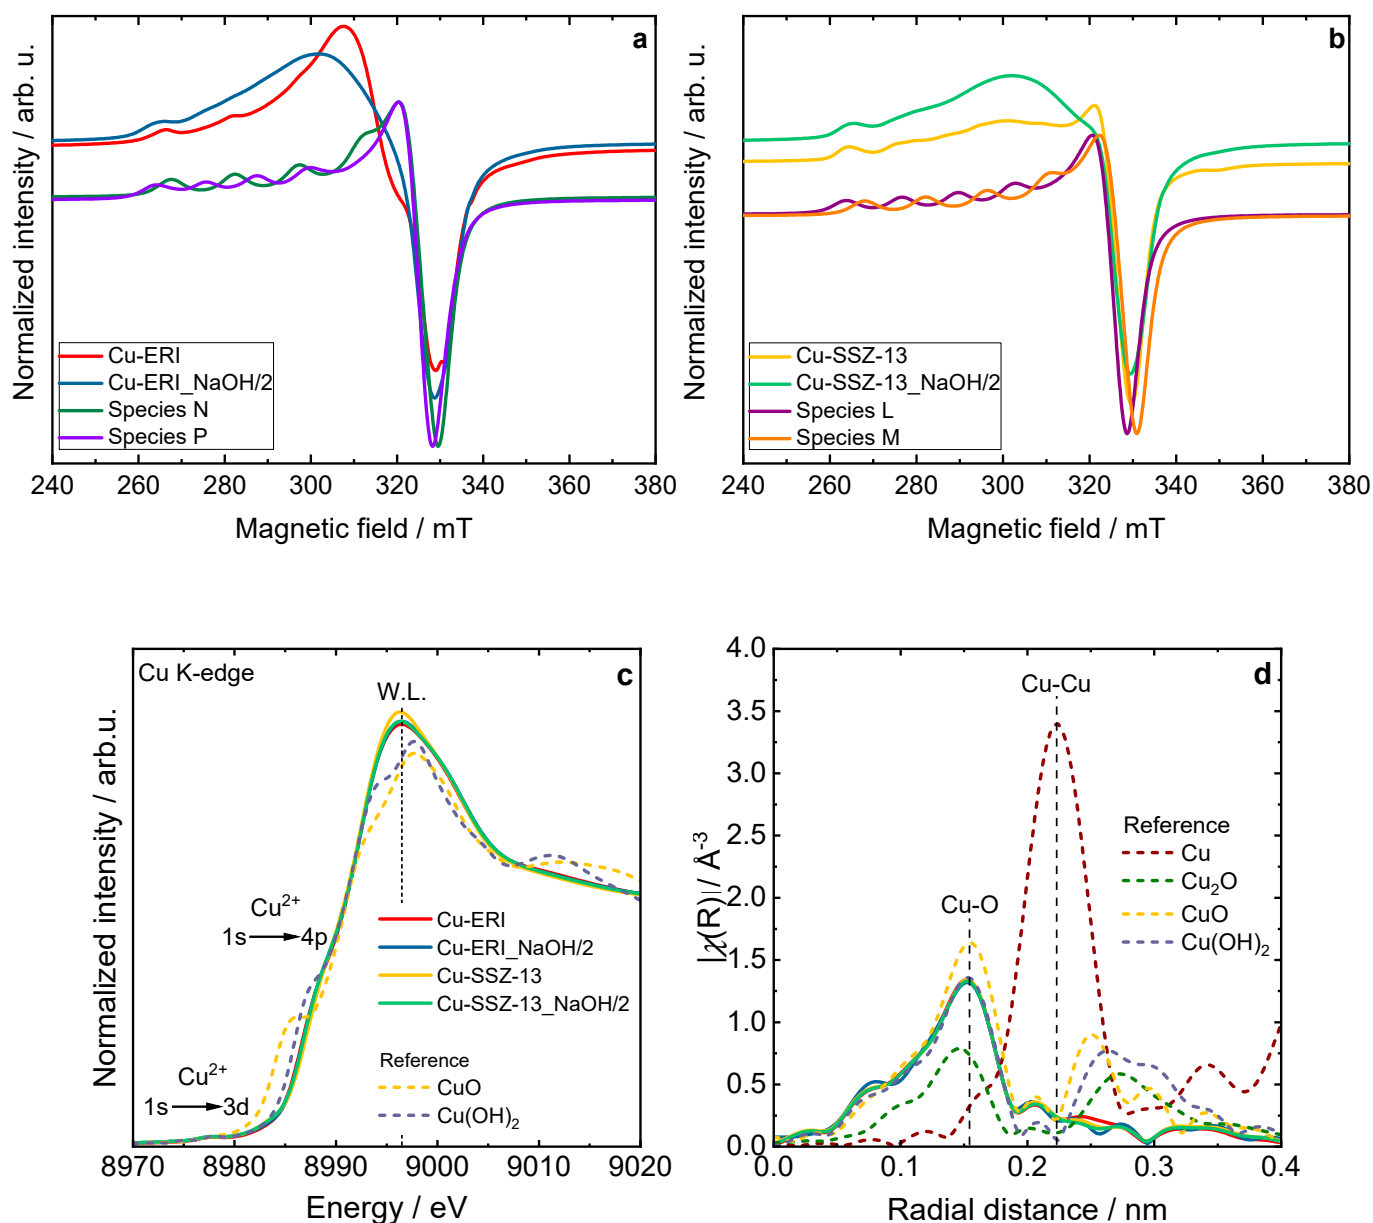 a
Normalized intensity / arb. u.
Cu-ERI
Cu-ERI_NaOH/2
Species N
Species P
240 260 280 300 320 340 360 380
Magnetic field / mT
b
Normalized intensity / arb. u.
Cu-SSZ-13
Cu-SSZ-13_NaOH/2
Species L
Species M
240 260 280 300 320 340 360 380
Magnetic field / mT
Cu K-edge
c
W.L.
Normalized intensity / arb.u.
Cu²⁺
1s 4p
Cu²⁺
1s 3d
Cu-ERI
Cu-ERI_NaOH/2
Cu-SSZ-13
Cu-SSZ-13_NaOH/2
Reference
CuO
Cu(OH)₂
8970 8980 8990 9000 9010 9020
Energy / eV
d
4.0
3.5
3.0
2.5
2.0
1.5
1.0
0.5
0.0
|χ(R)| / Å⁻³
Cu-Cu
Cu-O
Reference
Cu
Cu₂O
CuO
Cu(OH)₂
0.0 0.1 0.2 0.3 0.4
Radial distance / nm